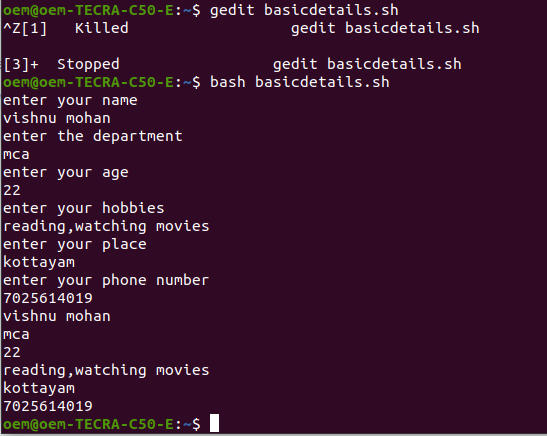 oem@oem-TECRA-C50-E:~$ gedit basicdetails.sh
^Z[1]   Killed                  gedit basicdetails.sh

[3]+  Stopped                 gedit basicdetails.sh
oem@oem-TECRA-C50-E:~$ bash basicdetails.sh
enter your name
vishnu mohan
enter the department
mca
enter your age
22
enter your hobbies
reading,watching movies
enter your place
kottayam
enter your phone number
7025614019
vishnu mohan
mca
22
reading,watching movies
kottayam
7025614019
oem@oem-TECRA-C50-E:~$